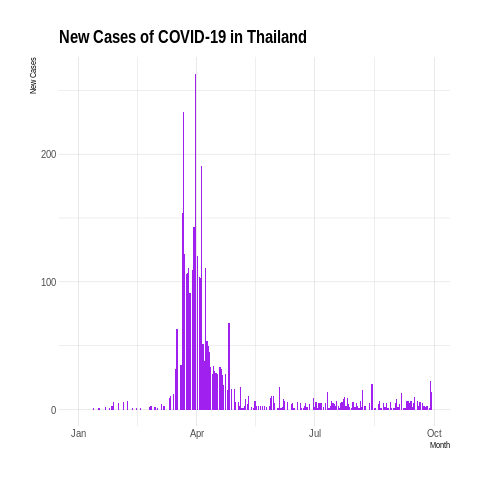 New Cases of COVID-19 in Thailand
New Cases
200
100
0
Jan Apr Jul Oct
Month